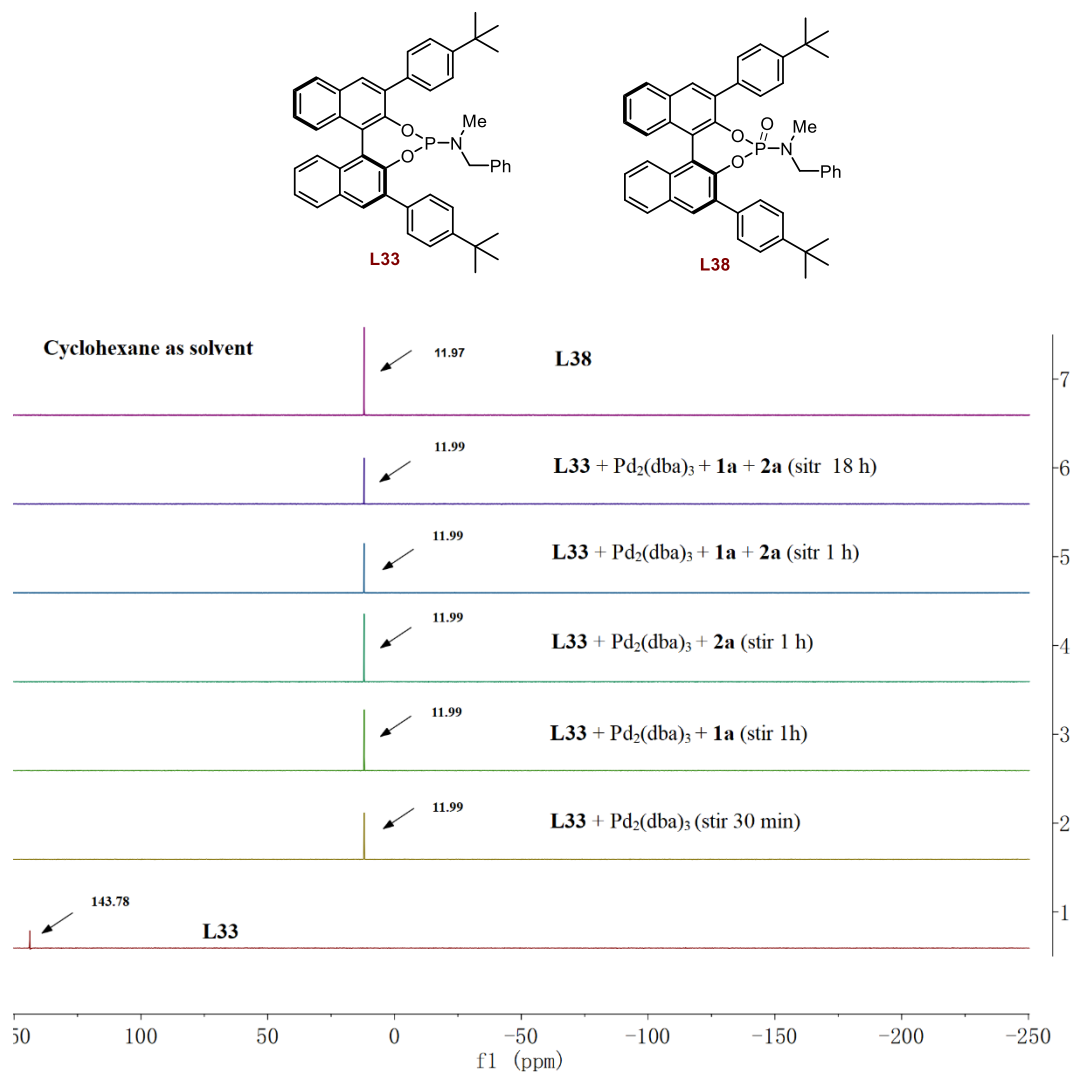 O
P
O
N
Me
Ph
L33
O
O
P
O
N
Me
Ph
L38
Cyclohexane as solvent
11.97
L38
7
11.99
L33 + Pd₂(dba)₃ + 1a + 2a (sitr 18 h)
6
11.99
L33 + Pd₂(dba)₃ + 1a + 2a (sitr 1 h)
5
11.99
L33 + Pd₂(dba)₃ + 2a (stir 1 h)
4
11.99
L33 + Pd₂(dba)₃ + 1a (stir 1h)
3
11.99
L33 + Pd₂(dba)₃ (stir 30 min)
2
143.78
L33
1
50 100 50 0 -50 -100 -150 -200 -250
f1 (ppm)